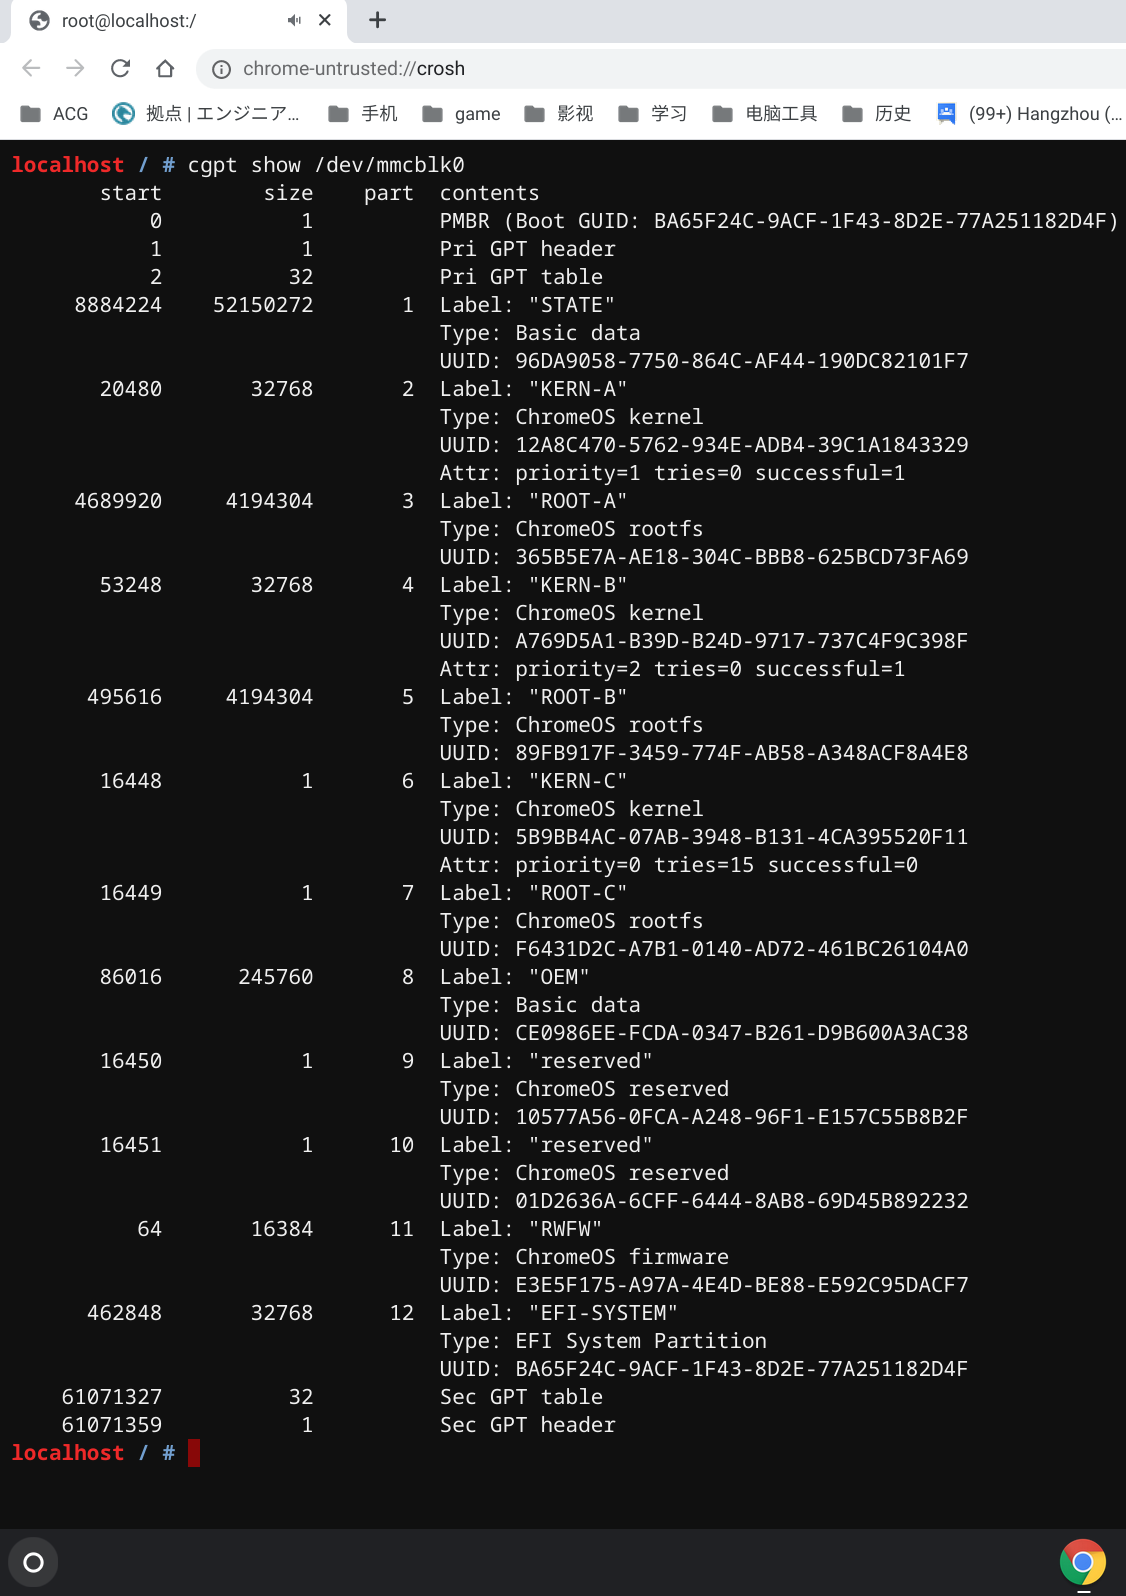 root@localhost:/
chrome-untrusted://crosh
ACG 拠点 | エンジニア... 手机 game 影视 学习 电脑工具 历史 (99+) Hangzhou (...
localhost / # cgpt show /dev/mmcblk0
start size part contents
0 1 PMBR (Boot GUID: BA65F24C-9ACF-1F43-8D2E-77A251182D4F)
1 1 Pri GPT header
2 32 Pri GPT table
8884224 52150272 1 Label: "STATE"
Type: Basic data
UUID: 96DA9058-7750-864C-AF44-190DC82101F7
20480 32768 2 Label: "KERN-A"
Type: ChromeOS kernel
UUID: 12A8C470-5762-934E-ADB4-39C1A1843329
Attr: priority=1 tries=0 successful=1
4689920 4194304 3 Label: "ROOT-A"
Type: ChromeOS rootfs
UUID: 365B5E7A-AE18-304C-BBB8-625BCD73FA69
53248 32768 4 Label: "KERN-B"
Type: ChromeOS kernel
UUID: A769D5A1-B39D-B24D-9717-737C4F9C398F
Attr: priority=2 tries=0 successful=1
495616 4194304 5 Label: "ROOT-B"
Type: ChromeOS rootfs
UUID: 89FB917F-3459-774F-AB58-A348ACF8A4E8
16448 1 6 Label: "KERN-C"
Type: ChromeOS kernel
UUID: 5B9BB4AC-07AB-3948-B131-4CA395520F11
Attr: priority=0 tries=15 successful=0
16449 1 7 Label: "ROOT-C"
Type: ChromeOS rootfs
UUID: F6431D2C-A7B1-0140-AD72-461BC26104A0
86016 245760 8 Label: "OEM"
Type: Basic data
UUID: CE0986EE-FCDA-0347-B261-D9B600A3AC38
16450 1 9 Label: "reserved"
Type: ChromeOS reserved
UUID: 10577A56-0FCA-A248-96F1-E157C55B8B2F
16451 1 10 Label: "reserved"
Type: ChromeOS reserved
UUID: 01D2636A-6CFF-6444-8AB8-69D45B892232
64 16384 11 Label: "RWFW"
Type: ChromeOS firmware
UUID: E3E5F175-A97A-4E4D-BE88-E592C95DACF7
462848 32768 12 Label: "EFI-SYSTEM"
Type: EFI System Partition
UUID: BA65F24C-9ACF-1F43-8D2E-77A251182D4F
61071327 32 Sec GPT table
61071359 1 Sec GPT header
localhost / #